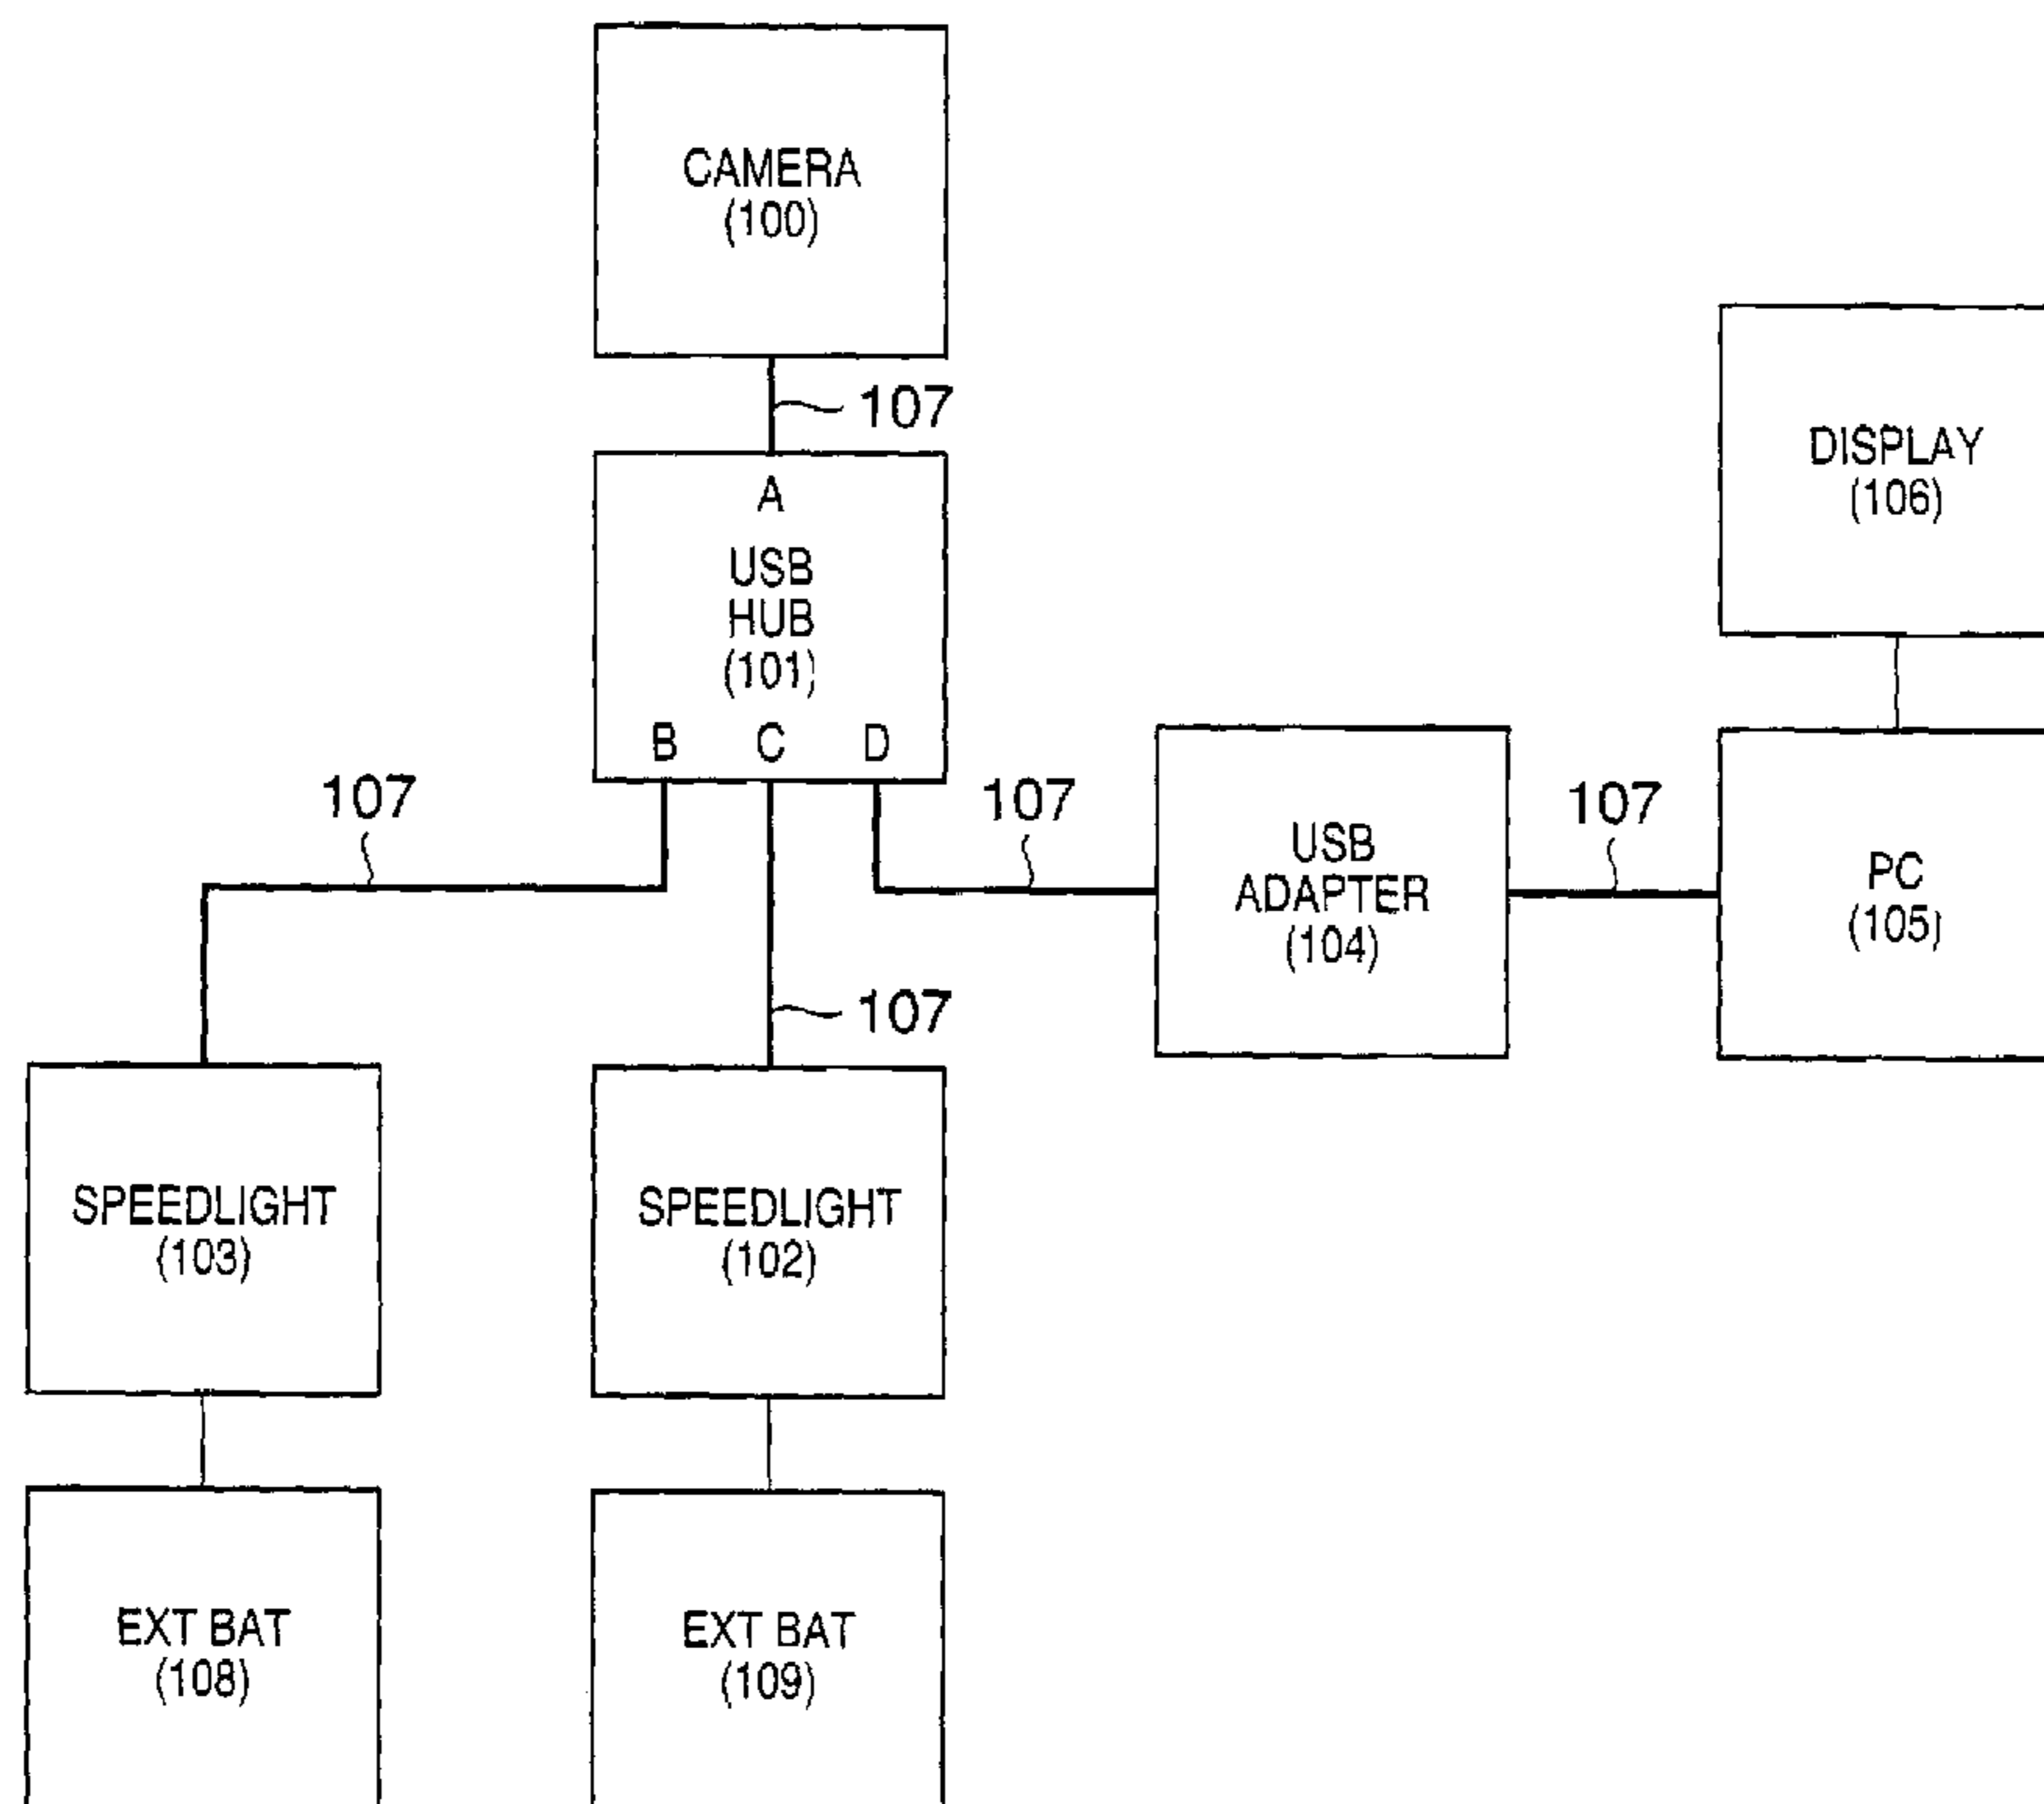 CAMERA
(100)
107
A
USB
HUB
(101)
B C D
DISPLAY
(106)
107
107
107
USB
ADAPTER
(104)
PC
(105)
107
SPEEDLIGHT
(103)
SPEEDLIGHT
(102)
EXT BAT
(108)
EXT BAT
(109)